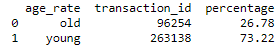 age_rate transaction_id percentage
0 old 96254 26.78
1 young 263138 73.22